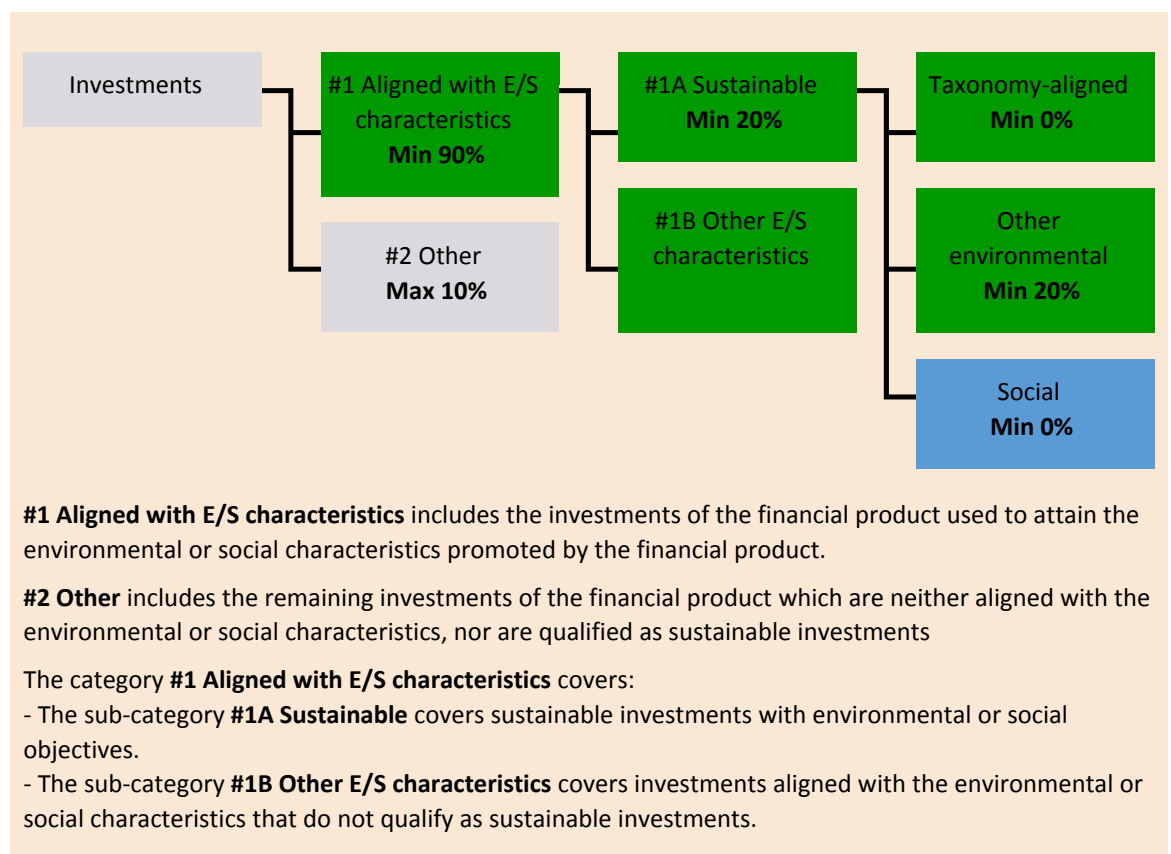 Investments
#1 Aligned with E/S
characteristics
Min 90%
#2 Other
Max 10%
#1A Sustainable
Min 20%
#1B Other E/S
characteristics
Taxonomy-aligned
Min 0%
Other
environmental
Min 20%
Social
Min 0%
#1 Aligned with E/S characteristics includes the investments of the financial product used to attain the
environmental or social characteristics promoted by the financial product.
#2 Other includes the remaining investments of the financial product which are neither aligned with the
environmental or social characteristics, nor are qualified as sustainable investments
The category #1 Aligned with E/S characteristics covers:
- The sub-category #1A Sustainable covers sustainable investments with environmental or social
objectives.
- The sub-category #1B Other E/S characteristics covers investments aligned with the environmental or
social characteristics that do not qualify as sustainable investments.